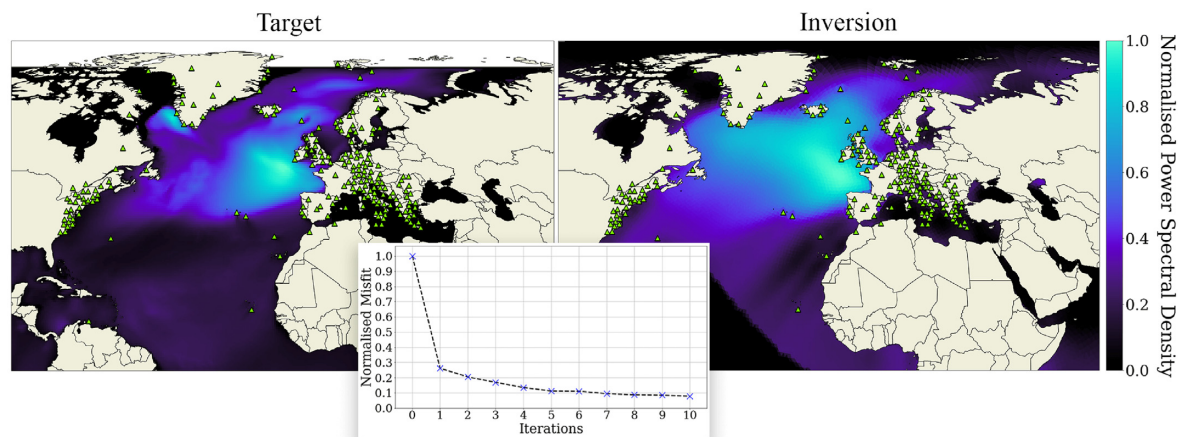 Target
Inversion
1.0
0.8
0.6
0.4
0.2
0.0
Normalised Power Spectral Density
1.0
0.9
0.8
0.7
0.6
0.5
0.4
0.3
0.2
0.1
0.0
Normalised Misfit
0 1 2 3 4 5 6 7 8 9 10
Iterations